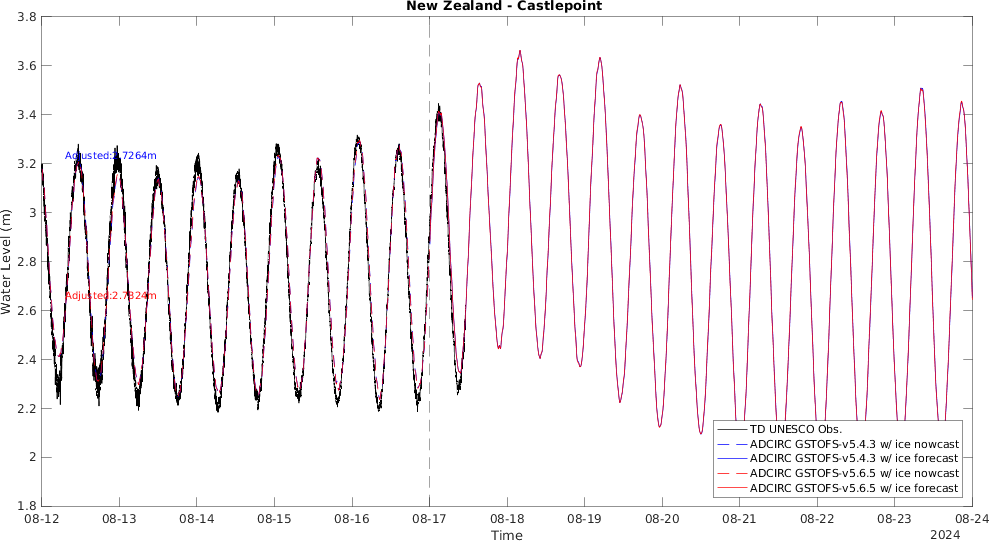 New Zealand - Castlepoint
3.8
3.6
3.4
3.2
3
2.8
2.6
2.4
2.2
2
1.8
Water Level (m)
Adjusted:2.7264m
Adjusted:2.7324m
TD UNESCO Obs.
ADCIRC GSTOFS-v5.4.3 w/ ice nowcast
ADCIRC GSTOFS-v5.4.3 w/ ice forecast
ADCIRC GSTOFS-v5.6.5 w/ ice nowcast
ADCIRC GSTOFS-v5.6.5 w/ ice forecast
08-12 08-13 08-14 08-15 08-16 08-17 08-18 08-19 08-20 08-21 08-22 08-23 08-24
Time
2024